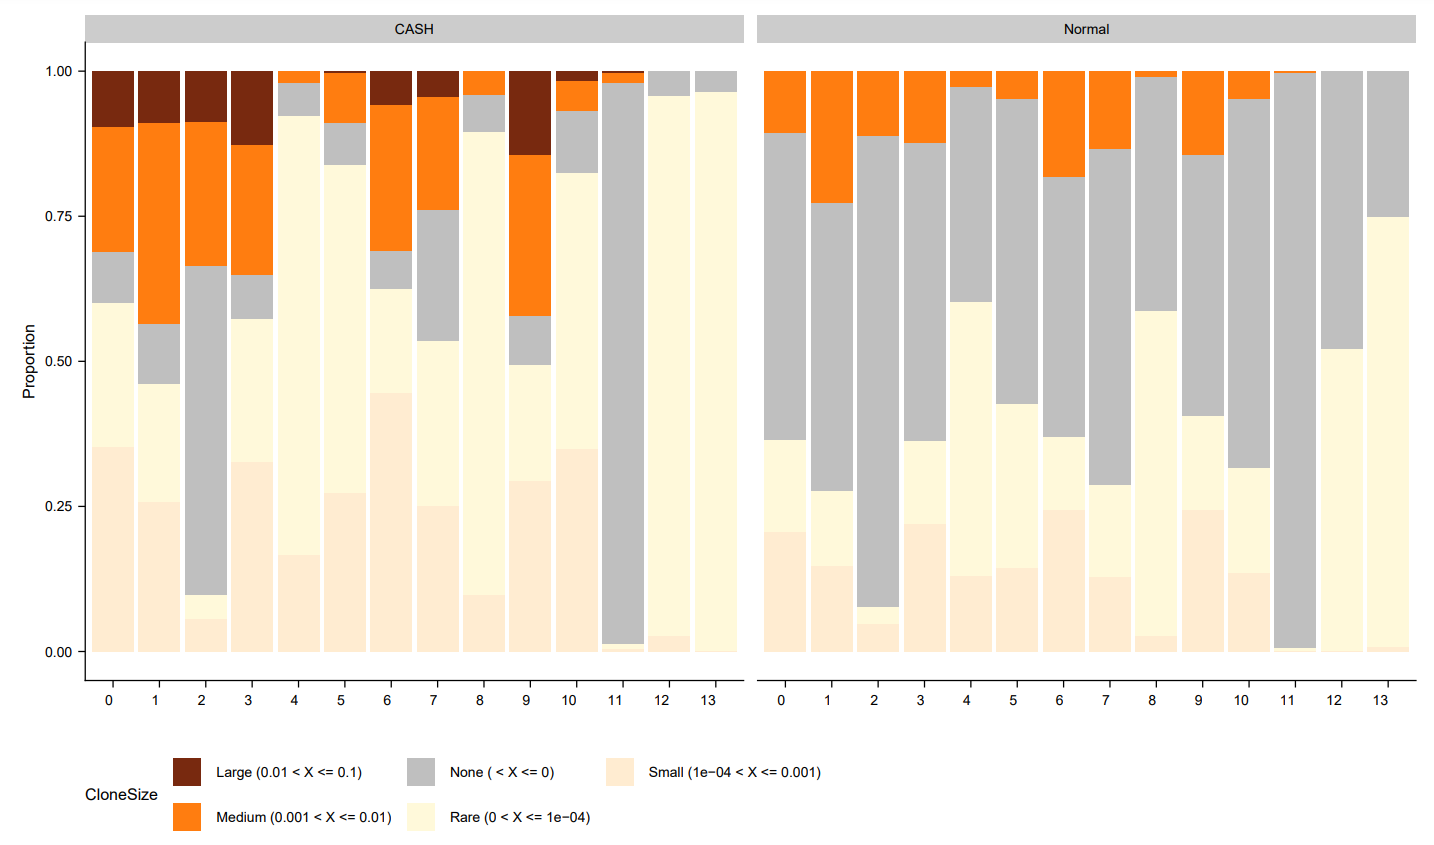 CASH
Normal
1.00
0.75
0.50
0.25
0.00
Proportion
0 1 2 3 4 5 6 7 8 9 10 11 12 13
0 1 2 3 4 5 6 7 8 9 10 11 12 13
CloneSize
Large (0.01 < X <= 0.1)
None ( < X <= 0)
Small (1e−04 < X <= 0.001)
Medium (0.001 < X <= 0.01)
Rare (0 < X <= 1e−04)